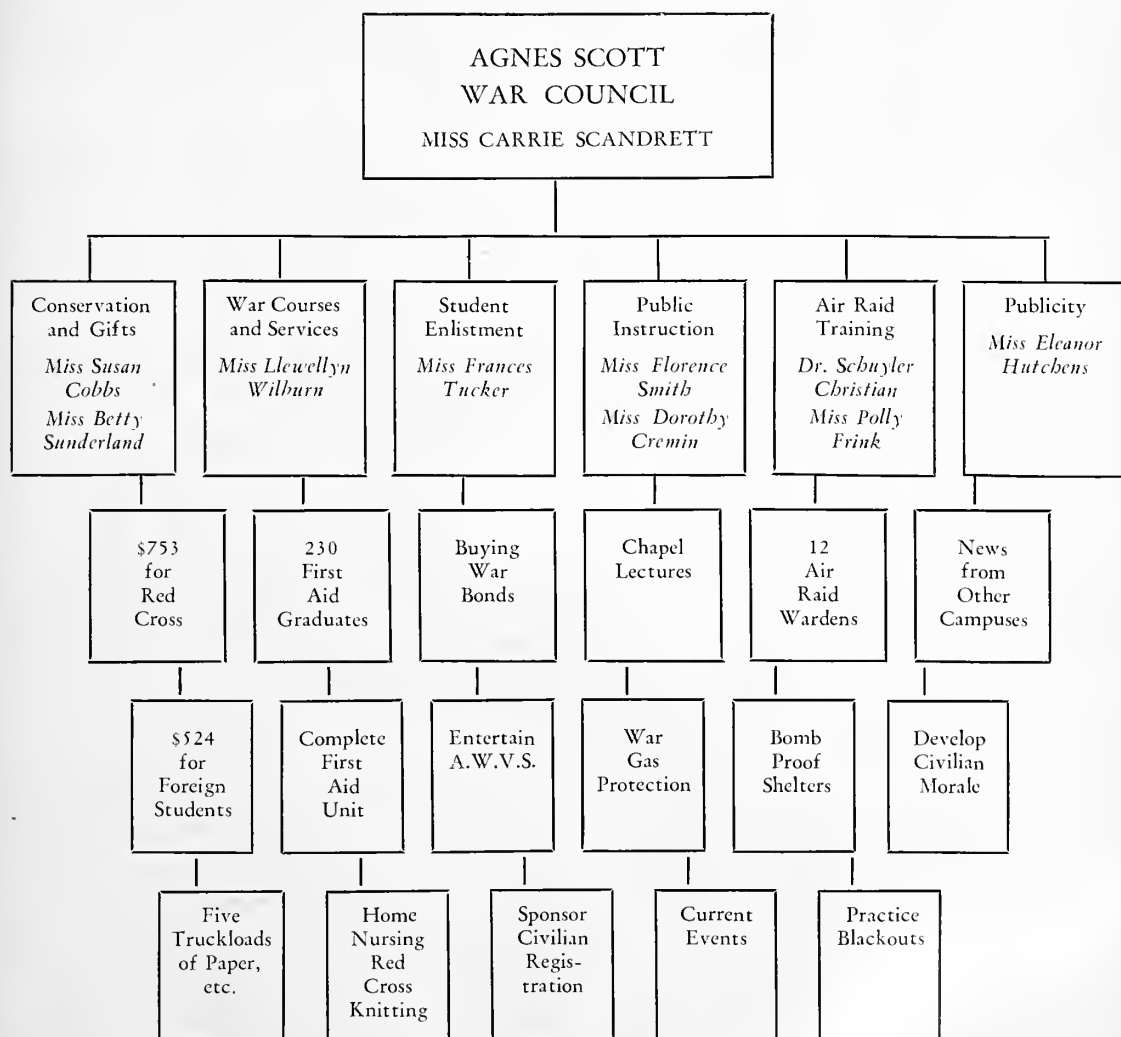 AGNES SCOTT
WAR COUNCIL
MISS CARRIE SCANDRETT
Conservation
and Gifts
Miss Susan
Cobbs
Miss Betty
Sunderland
War Courses
and Services
Miss Llewellyn
Wilburn
Student
Enlistment
Miss Frances
Tucker
Public
Instruction
Miss Florence
Smith
Miss Dorothy
Cremin
Air Raid
Training
Dr. Schuyler
Christian
Miss Polly
Frink
Publicity
Miss Eleanor
Hutchens
$753
for
Red
Cross
230
First
Aid
Graduates
Buying
War
Bonds
Chapel
Lectures
12
Air
Raid
Wardens
News
from
Other
Campuses
$524
for
Foreign
Students
Complete
First
Aid
Unit
Entertain
A.W.V.S.
War
Gas
Protection
Bomb
Proof
Shelters
Develop
Civilian
Morale
Five
Truckloads
of Paper,
etc.
Home
Nursing
Red
Cross
Knitting
Sponsor
Civilian
Regis-
tration
Current
Events
Practice
Blackouts